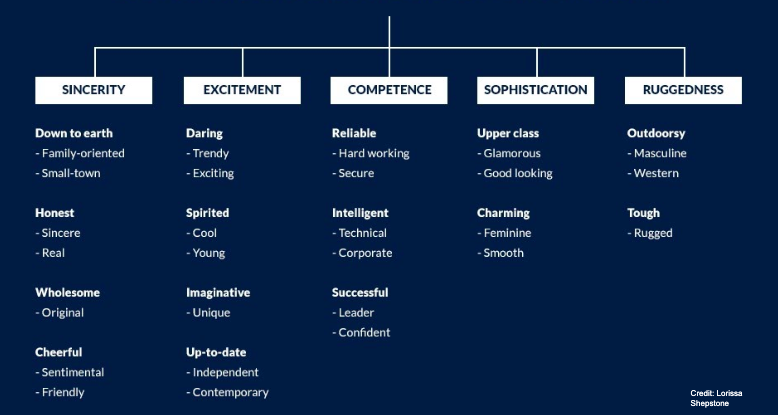 SINCERITY
Down to earth
- Family-oriented
- Small-town
Honest
- Sincere
- Real
Wholesome
- Original
Cheerful
- Sentimental
- Friendly
EXCITEMENT
Daring
- Trendy
- Exciting
Spirited
- Cool
- Young
Imaginative
- Unique
Up-to-date
- Independent
- Contemporary
COMPETENCE
Reliable
- Hard working
- Secure
Intelligent
- Technical
- Corporate
Successful
- Leader
- Confident
SOPHISTICATION
Upper class
- Glamorous
- Good looking
Charming
- Feminine
- Smooth
RUGGEDNESS
Outdoorsy
- Masculine
- Western
Tough
- Rugged
Credit: Lorissa
Shepstone